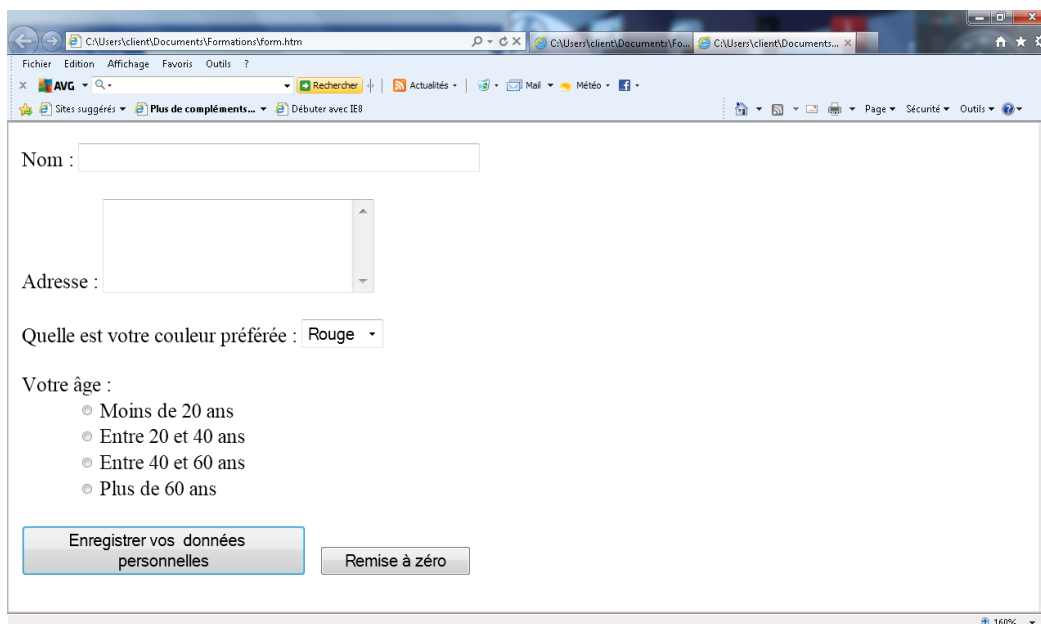 C:\Users\client\Documents\Formations\form.htm
C:\Users\client\Documents\Fo... C:\Users\client\Documents...
Fichier Edition Affichage Favoris Outils ?
AVG Rechercher Actualités Mail Météo
Sites suggérés Plus de compléments... Débuter avec IE8 Page Sécurité Outils
Nom :
Adresse :
Quelle est votre couleur préférée : Rouge
Votre âge :
Moins de 20 ans
Entre 20 et 40 ans
Entre 40 et 60 ans
Plus de 60 ans
Enregistrer vos données
personnelles
Remise à zéro
160%